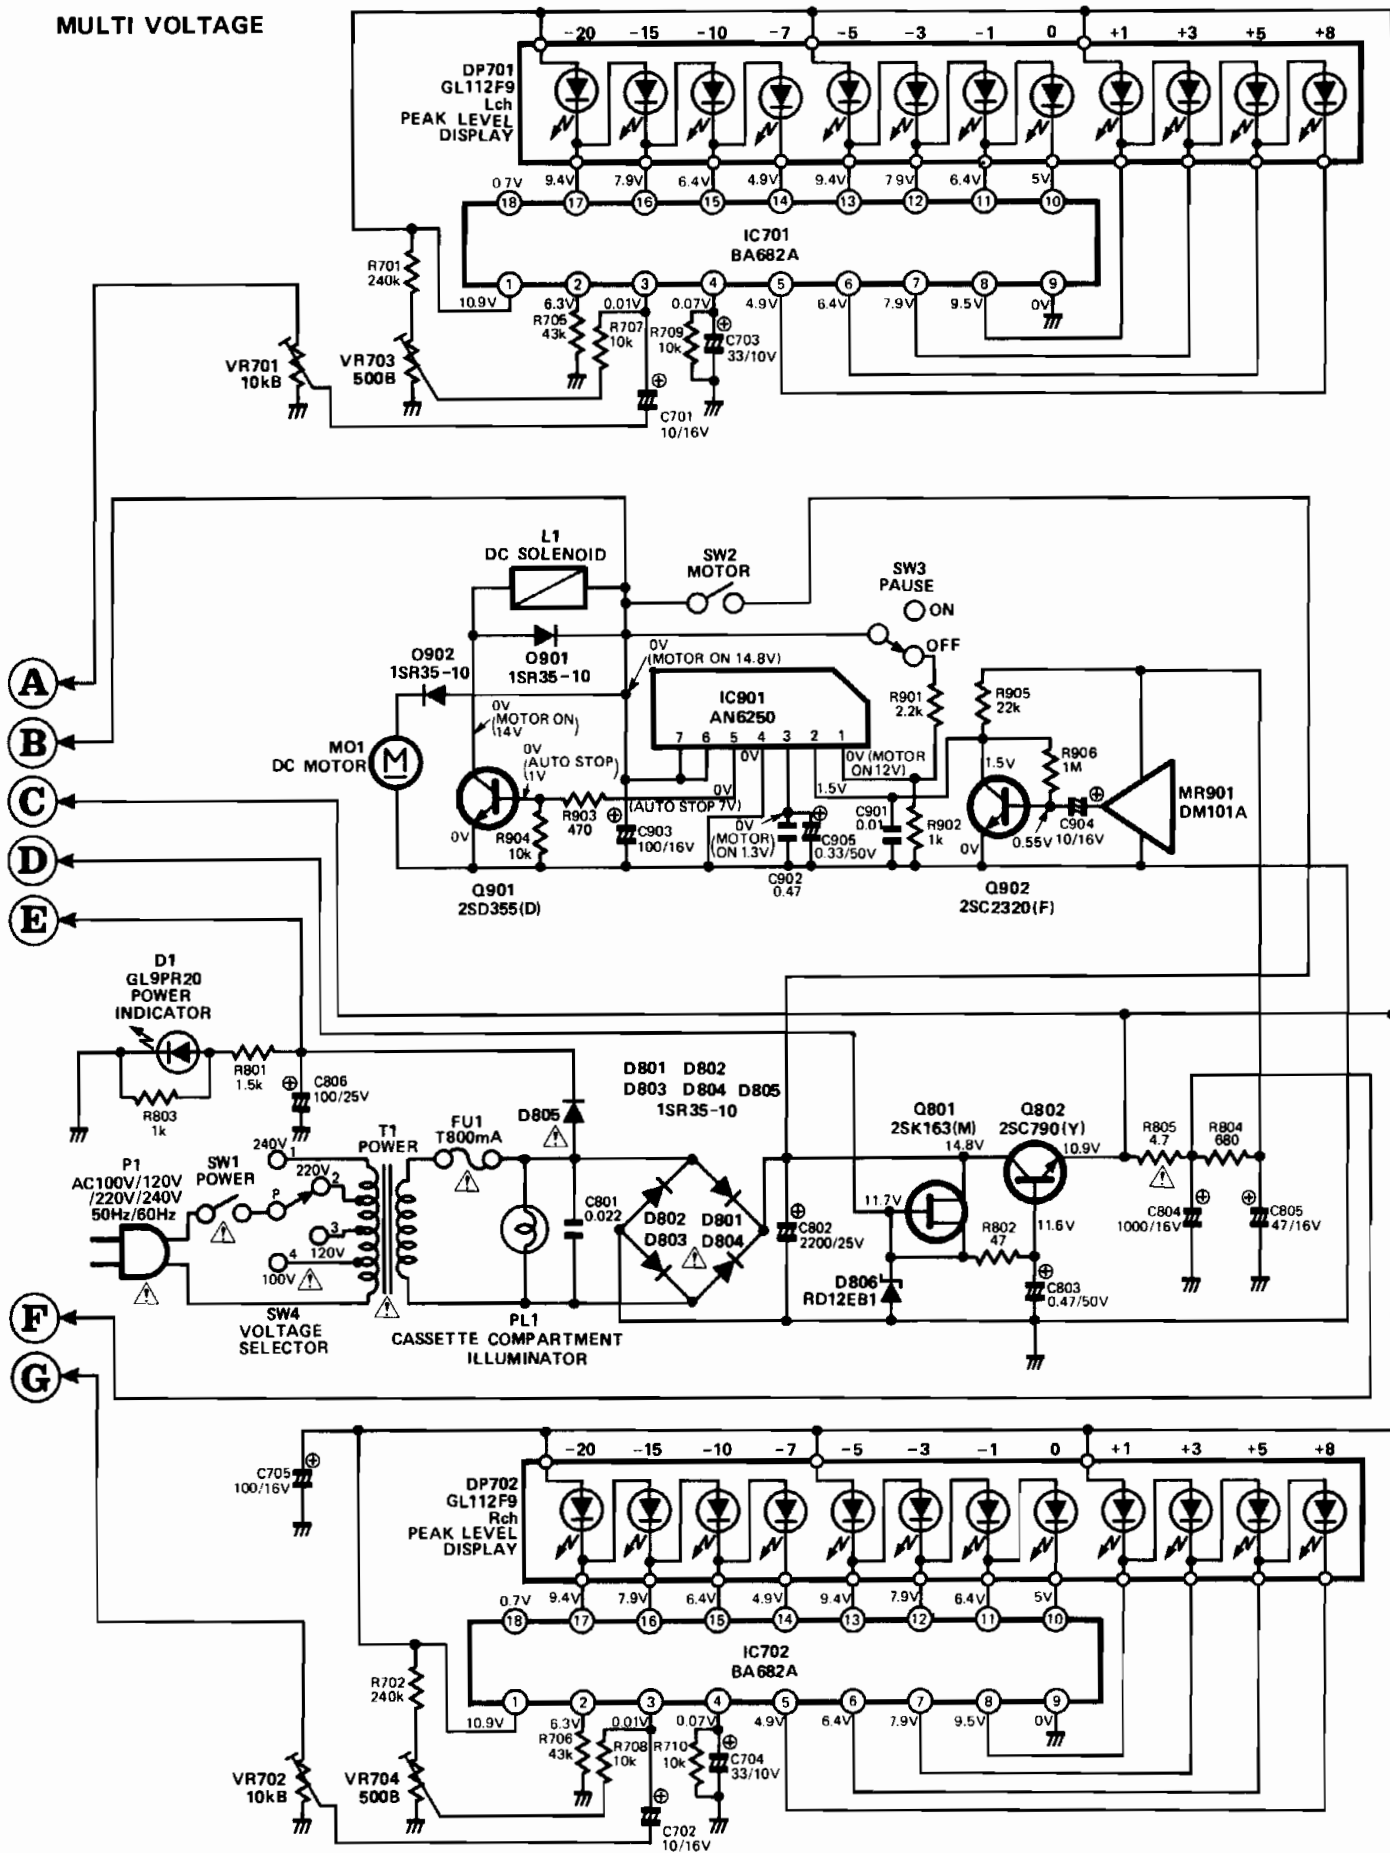 MULTI VOLTAGE
-20 -15 -10 -7 -5 -3 -1 0 +1 +3 +5 +8
DP701
GL112F9
Lch
PEAK LEVEL
DISPLAY
0.7V 9.4V 7.9V 6.4V 4.9V 9.4V 7.9V 6.4V 5V
18 17 16 15 14 13 12 11 10
IC701
BA682A
R701
240k
1 2 3 4 5 6 7 8 9
10.9V 6.3V 0.01V 0.07V 4.9V 6.4V 7.9V 9.5V 0V
R705
43k
R707
10k
R709
10k
C703
33/10V
VR701
10kB
VR703
500B
C701
10/16V
L1
DC SOLENOID
SW2
MOTOR
SW3
PAUSE
ON
OFF
A
B
C
D
E
F
G
O902
1SR35-10
O901
1SR35-10
0V
(MOTOR ON 14.8V)
IC901
AN6250
7 6 5 4 3 2 1
R901
2.2k
R905
22k
0V
(MOTOR ON)
14V
0V
(AUTO STOP)
1V
MO1
DC MOTOR
M
0V 0V
(AUTO STOP 7V)
0V (MOTOR
ON 12V)
1.5V
1.5V
R906
1M
MR901
DM101A
R903
470
R904
10k
0V
C903
100/16V
0V
(MOTOR)
ON 1.3V)
C905
0.33/50V
C902
0.47
C901
0.01
R902
1k
0V
0.55V
C904
10/16V
Q901
2SD355(D)
Q902
2SC2320(F)
D1
GL9PR20
POWER
INDICATOR
R801
1.5k
R803
1k
C806
100/25V
D801 D802
D803 D804 D805
1SR35-10
D805
FU1
T800mA
T1
POWER
P1
AC100V/120V
/220V/240V
50Hz/60Hz
SW1
POWER
240V 1
220V 2
P
3
120V
4
100V
SW4
VOLTAGE
SELECTOR
PL1
CASSETTE COMPARTMENT
ILLUMINATOR
C801
0.022
D802 D801
D803 D804
C802
2200/25V
Q801
2SK163(M)
14.8V
11.7V
Q802
2SC790(Y)
10.9V
11.6V
R802
47
D806
RD12EB1
C803
0.47/50V
R805
4.7
R804
680
C804
1000/16V
C805
47/16V
C705
100/16V
-20 -15 -10 -7 -5 -3 -1 0 +1 +3 +5 +8
DP702
GL112F9
Rch
PEAK LEVEL
DISPLAY
0.7V 9.4V 7.9V 6.4V 4.9V 9.4V 7.9V 6.4V 5V
18 17 16 15 14 13 12 11 10
IC702
BA682A
R702
240k
1 2 3 4 5 6 7 8 9
10.9V 6.3V 0.01V 0.07V 4.9V 6.4V 7.9V 9.5V 0V
R706
43k
R708
10k
R710
10k
C704
33/10V
VR702
10kB
VR704
500B
C702
10/16V